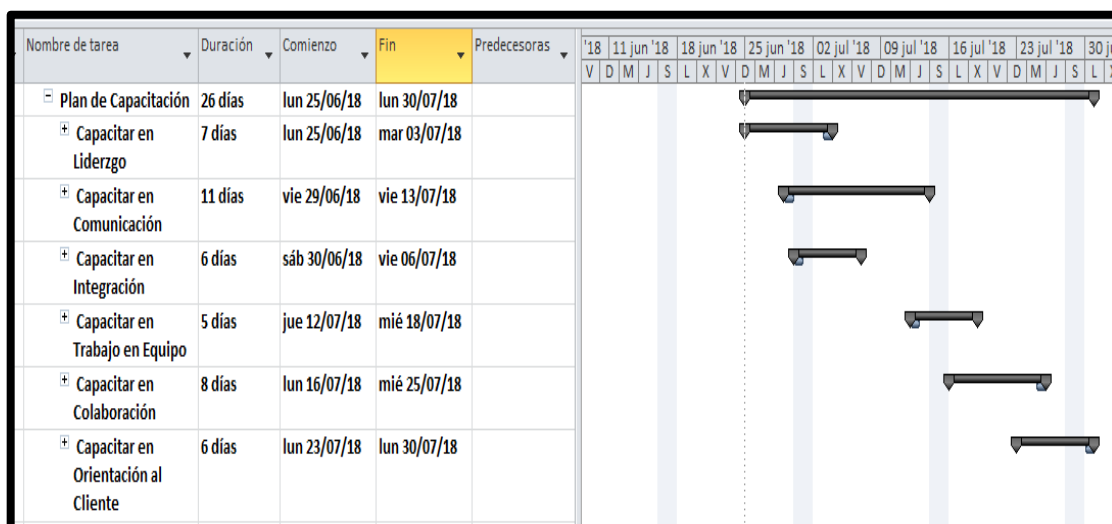 Nombre de tarea Duración Comienzo Fin Predecesoras
'18 11 jun '18 18 jun '18 25 jun '18 02 jul '18 09 jul '18 16 jul '18 23 jul '18
V D M J S L X V D M J S L X V D M J S L X V D M J S L
Plan de Capacitación 26 días lun 25/06/18 lun 30/07/18
Capacitar en 7 días lun 25/06/18 mar 03/07/18
Liderzgo
Capacitar en 11 días vie 29/06/18 vie 13/07/18
Comunicación
Capacitar en 6 días sáb 30/06/18 vie 06/07/18
Integración
Capacitar en 5 días jue 12/07/18 mié 18/07/18
Trabajo en Equipo
Capacitar en 8 días lun 16/07/18 mié 25/07/18
Colaboración
Capacitar en 6 días lun 23/07/18 lun 30/07/18
Orientación al
Cliente